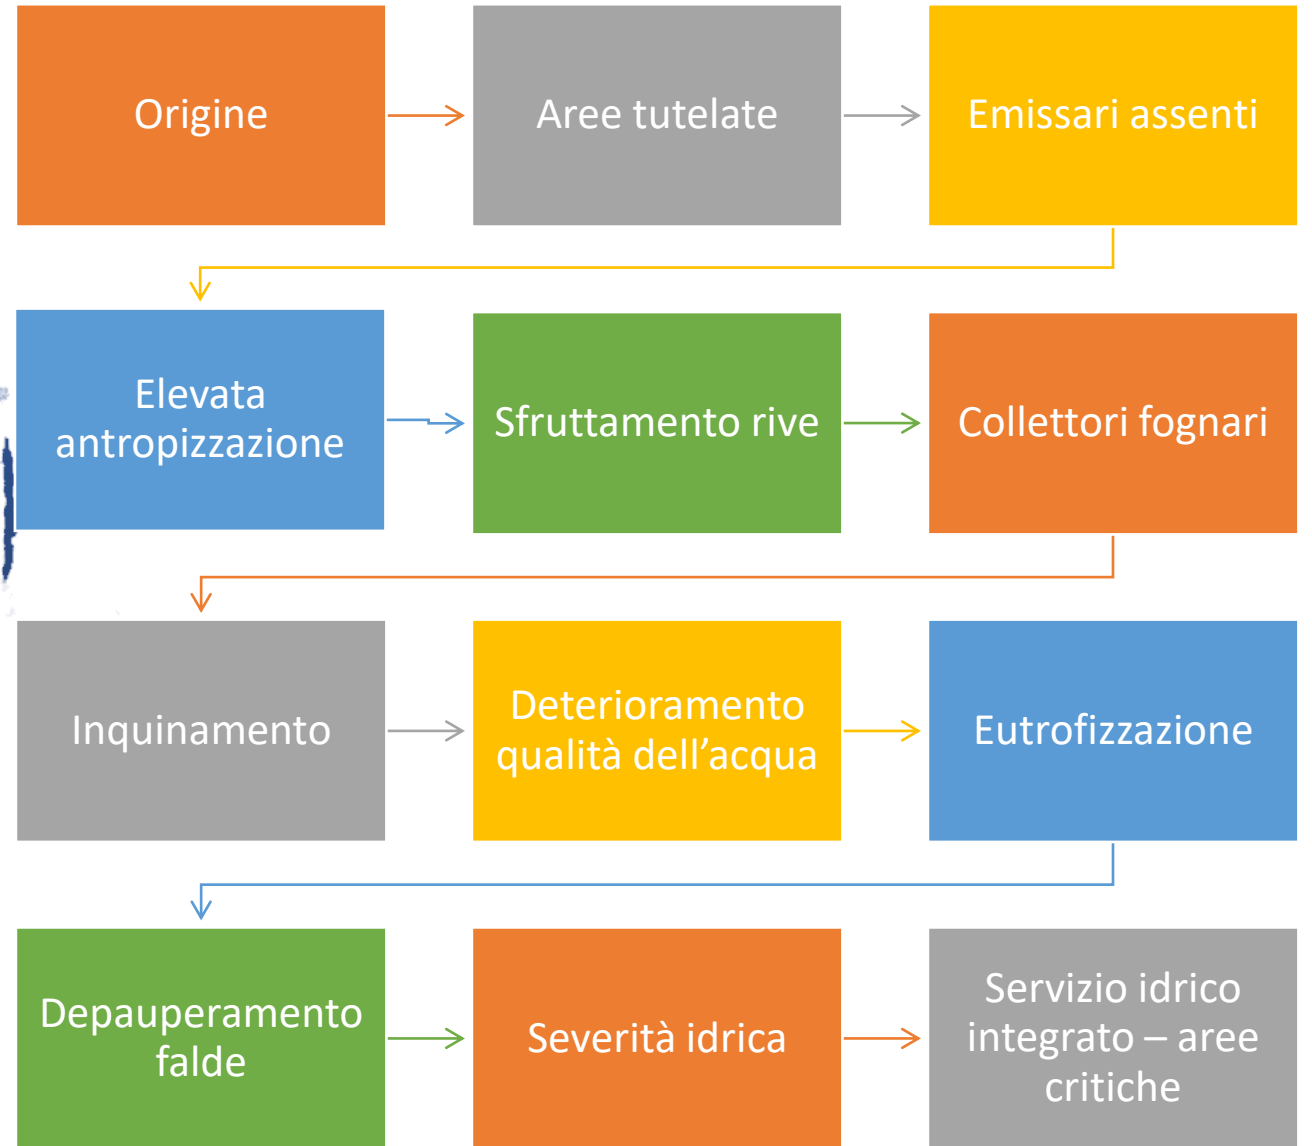 Origine
Aree tutelate
Emissari assenti
Elevata
antropizzazione
Sfruttamento rive
Collettori fognari
Inquinamento
Deterioramento
qualità dell’acqua
Eutrofizzazione
Depauperamento
falde
Severità idrica
Servizio idrico
integrato – aree
critiche